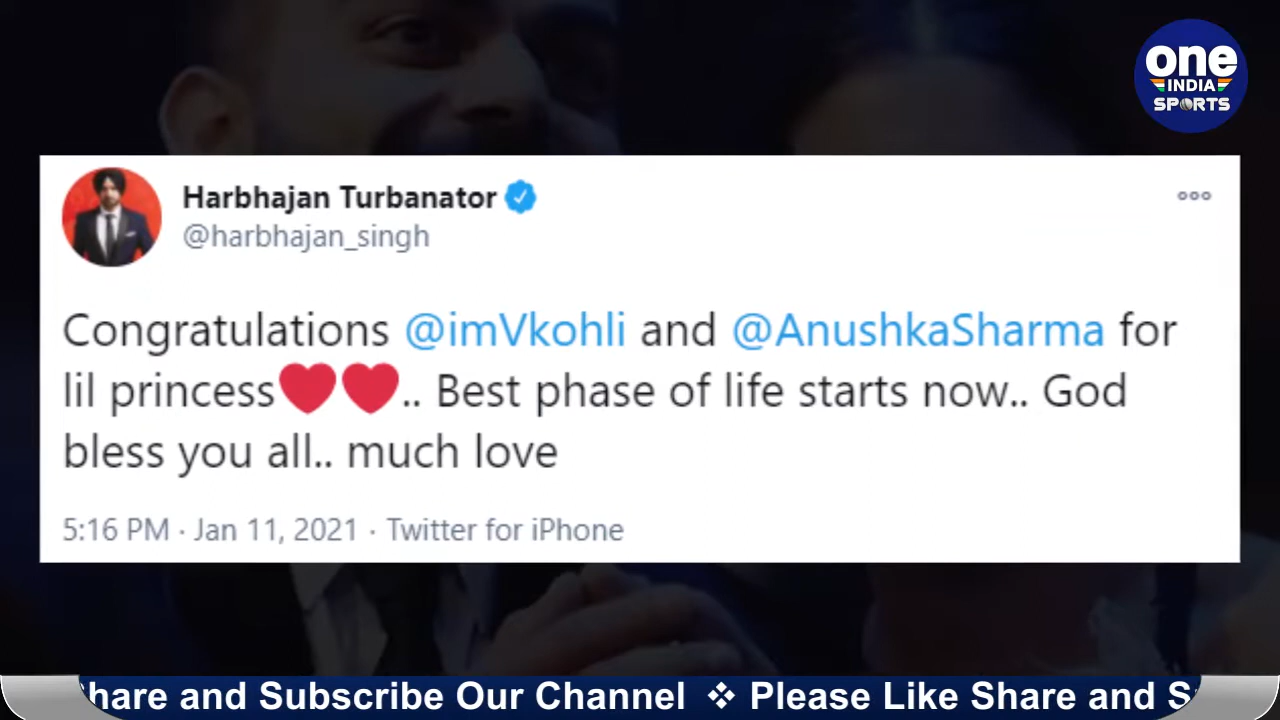 one
INDIA
SPORTS
Harbhajan Turbanator
@harbhajan_singh
Congratulations @imVkohli and @AnushkaSharma for
lil princess❤❤.. Best phase of life starts now.. God
bless you all.. much love
5:16 PM · Jan 11, 2021 · Twitter for iPhone
hare and Subscribe Our Channel ❖ Please Like Share and S